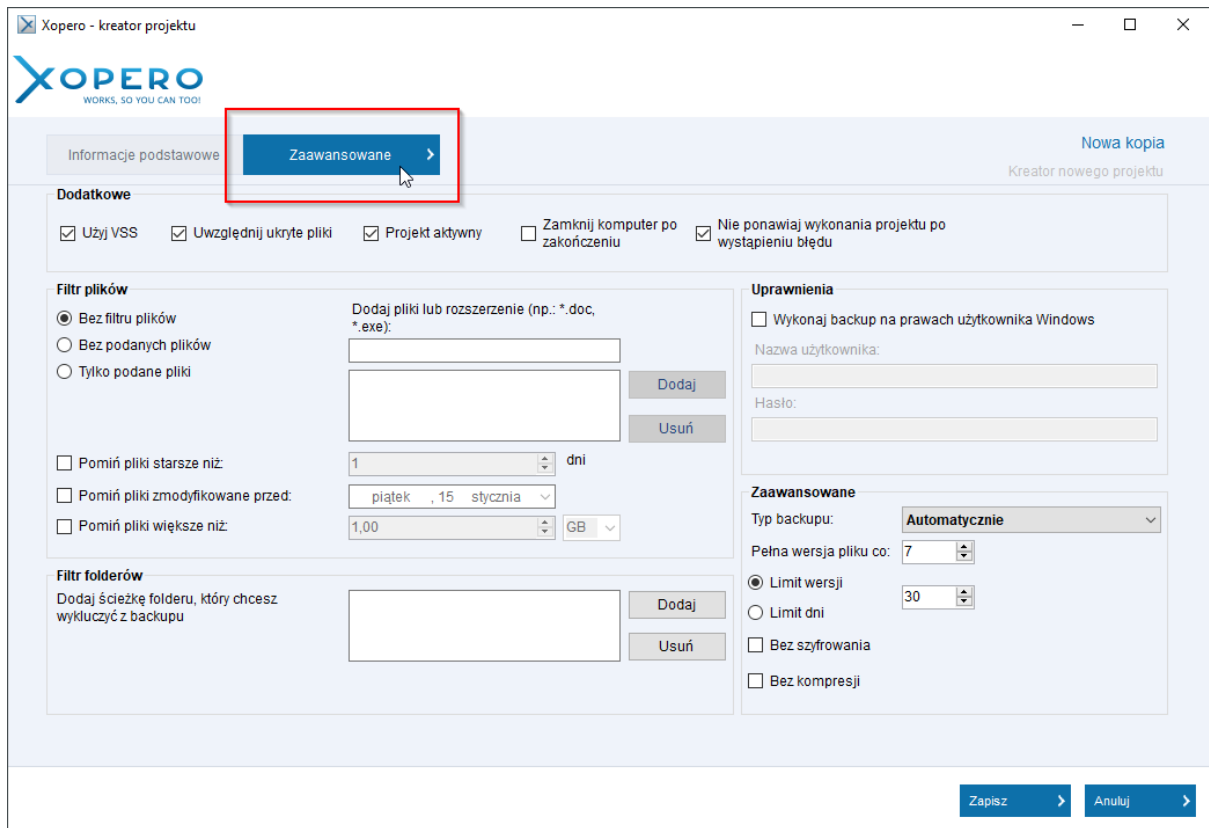 Xopero - kreator projektu
XOPERO
WORKS, SO YOU CAN TOO!
Informacje podstawowe
Zaawansowane
Nowa kopia
Kreator nowego projektu
Dodatkowe
Użyj VSS
Uwzględnij ukryte pliki
Projekt aktywny
Zamknij komputer po
zakończeniu
Nie ponawiaj wykonania projektu po
wystąpieniu błędu
Filtr plików
Bez filtru plików
Bez podanych plików
Tylko podane pliki
Dodaj pliki lub rozszerzenie (np.: *.doc,
*.exe):
Dodaj
Usuń
Pomiń pliki starsze niż:
1
dni
Pomiń pliki zmodyfikowane przed:
piątek , 15 stycznia
Pomiń pliki większe niż:
1,00
GB
Filtr folderów
Dodaj ścieżkę folderu, który chcesz
wykluczyć z backupu
Dodaj
Usuń
Uprawnienia
Wykonaj backup na prawach użytkownika Windows
Nazwa użytkownika:
Hasło:
Zaawansowane
Typ backupu:
Automatycznie
Pełna wersja pliku co:
7
Limit wersji
30
Limit dni
Bez szyfrowania
Bez kompresji
Zapisz
Anuluj